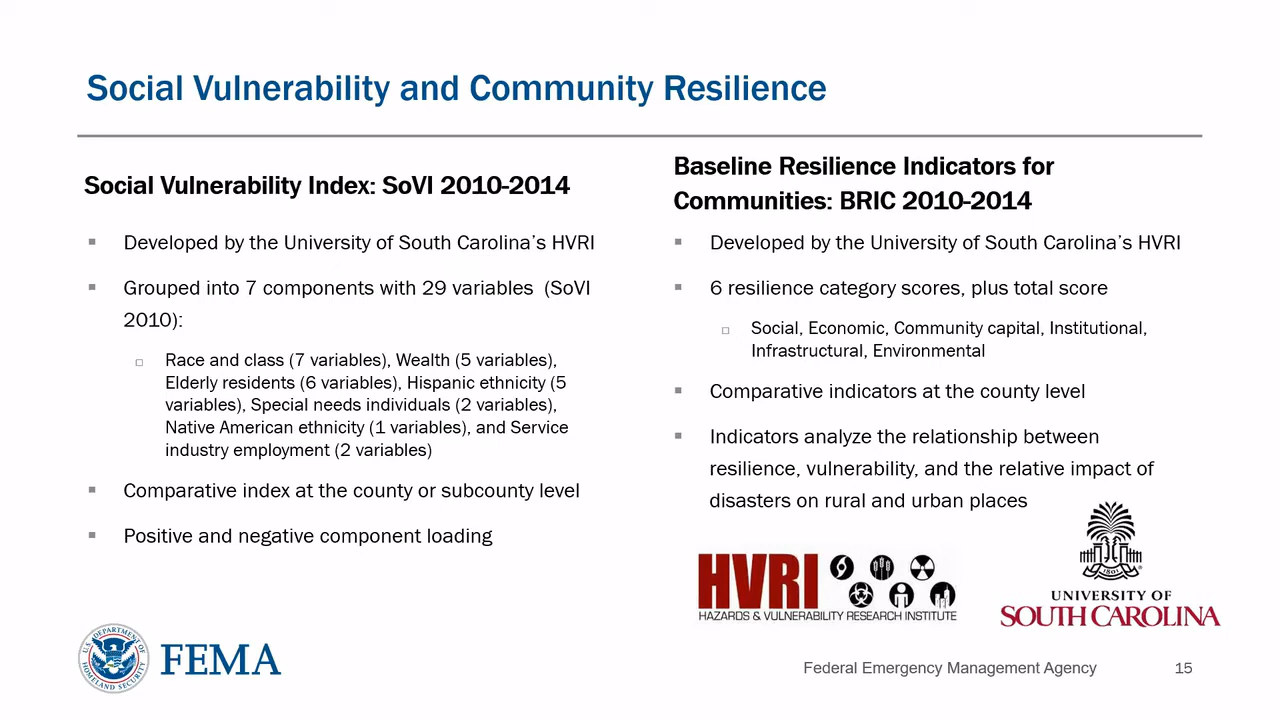 Social Vulnerability and Community Resilience
Social Vulnerability Index: SoVI 2010-2014
▪ Developed by the University of South Carolina’s HVRI
▪ Grouped into 7 components with 29 variables  (SoVI
2010):
□ Race and class (7 variables), Wealth (5 variables),
Elderly residents (6 variables), Hispanic ethnicity (5
variables), Special needs individuals (2 variables),
Native American ethnicity (1 variables), and Service
industry employment (2 variables)
▪ Comparative index at the county or subcounty level
▪ Positive and negative component loading
Baseline Resilience Indicators for
Communities: BRIC 2010-2014
▪ Developed by the University of South Carolina’s HVRI
▪ 6 resilience category scores, plus total score
□ Social, Economic, Community capital, Institutional,
Infrastructural, Environmental
▪ Comparative indicators at the county level
▪ Indicators analyze the relationship between
resilience, vulnerability, and the relative impact of
disasters on rural and urban places
HVRI
HAZARDS & VULNERABILITY RESEARCH INSTITUTE
1801
UNIVERSITY OF
SOUTH CAROLINA
U.S. DEPARTMENT OF
HOMELAND SECURITY
FEMA
Federal Emergency Management Agency
15